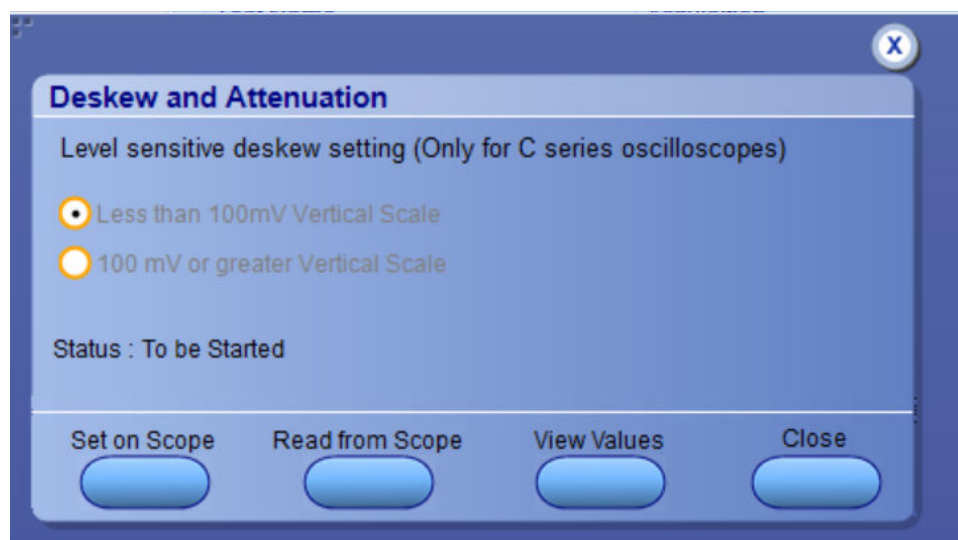 X
Deskew and Attenuation
Level sensitive deskew setting (Only for C series oscilloscopes)
Less than 100mV Vertical Scale
100 mV or greater Vertical Scale
Status : To be Started
Set on Scope Read from Scope View Values Close